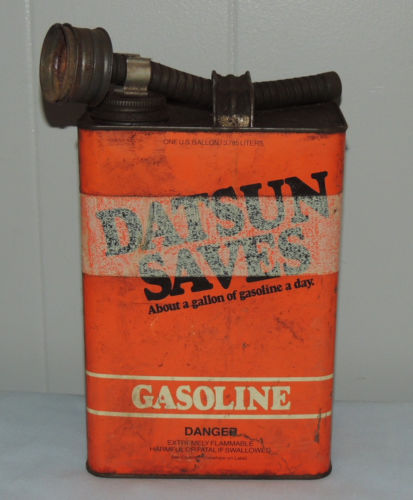 ONE U.S. GALLON / 3.785 LITERS
DATSUN
SAVES
About a gallon of gasoline a day.
GASOLINE
DANGER
EXTREMELY FLAMMABLE
HARMFUL OR FATAL IF SWALLOWED